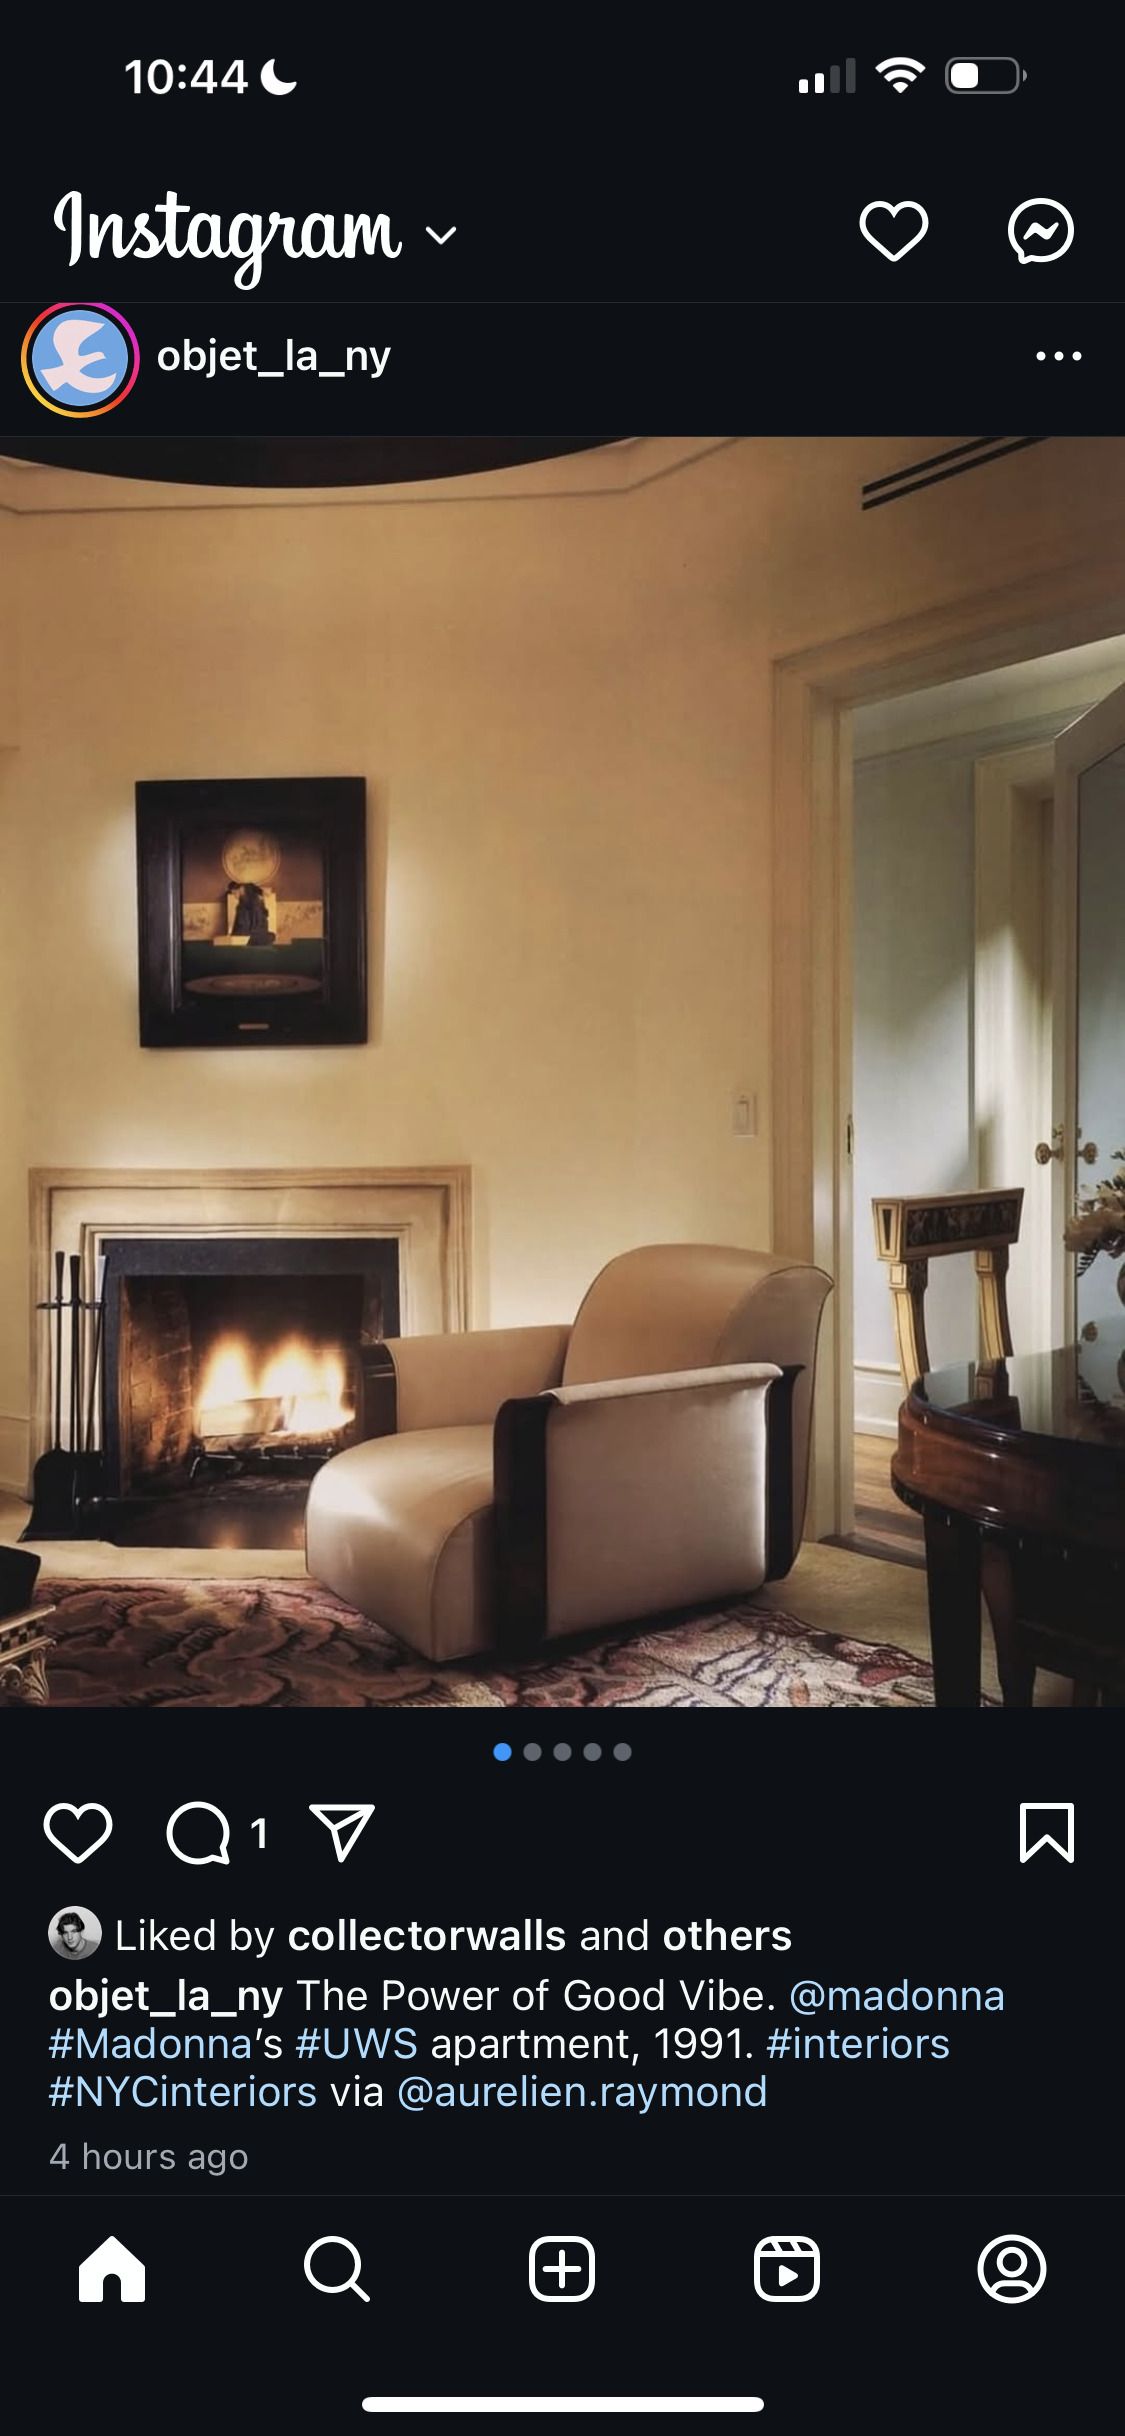 10:44
Instagram
objet_la_ny
1
Liked by collectorwalls and others
objet_la_ny The Power of Good Vibe. @madonna
#Madonna’s #UWS apartment, 1991. #interiors
#NYCinteriors via @aurelien.raymond
4 hours ago